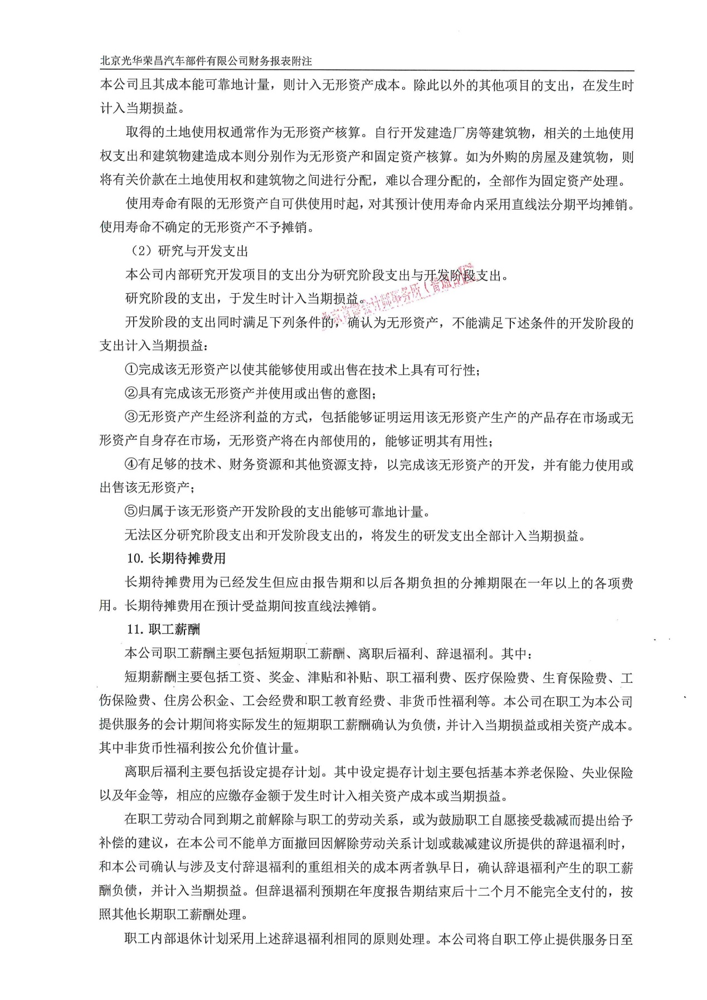 北京光华荣昌汽车部件有限公司财务报表附注
本公司且其成本能可靠地计量，则计入无形资产成本。除此以外的其他项目的支出，在发生时
计入当期损益。
取得的土地使用权通常作为无形资产核算。自行开发建造厂房等建筑物，相关的土地使用
权支出和建筑物建造成本则分别作为无形资产和固定资产核算。如为外购的房屋及建筑物，则
将有关价款在土地使用权和建筑物之间进行分配，难以合理分配的，全部作为固定资产处理。
使用寿命有限的无形资产自可供使用时起，对其预计使用寿命内采用直线法分期平均摊销。
使用寿命不确定的无形资产不予摊销。
（2）研究与开发支出
本公司内部研究开发项目的支出分为研究阶段支出与开发阶段支出。
研究阶段的支出，于发生时计入当期损益。
会计师事务所（普通合伙
开发阶段的支出同时满足下列条件的，确认为无形资产，不能满足下述条件的开发阶段的
支出计入当期损益：
①完成该无形资产以使其能够使用或出售在技术上具有可行性；
②具有完成该无形资产并使用或出售的意图；
③无形资产产生经济利益的方式，包括能够证明运用该无形资产生产的产品存在市场或无
形资产自身存在市场，无形资产将在内部使用的，能够证明其有用性；
④有足够的技术、财务资源和其他资源支持，以完成该无形资产的开发，并有能力使用或
出售该无形资产；
⑤归属于该无形资产开发阶段的支出能够可靠地计量。
无法区分研究阶段支出和开发阶段支出的，将发生的研发支出全部计入当期损益。
10. 长期待摊费用
长期待摊费用为已经发生但应由报告期和以后各期负担的分摊期限在一年以上的各项费
用。长期待摊费用在预计受益期间按直线法摊销。
11. 职工薪酬
本公司职工薪酬主要包括短期职工薪酬、离职后福利、辞退福利。其中：
短期薪酬主要包括工资、奖金、津贴和补贴、职工福利费、医疗保险费、生育保险费、工
伤保险费、住房公积金、工会经费和职工教育经费、非货币性福利等。本公司在职工为本公司
提供服务的会计期间将实际发生的短期职工薪酬确认为负债，并计入当期损益或相关资产成本。
其中非货币性福利按公允价值计量。
离职后福利主要包括设定提存计划。其中设定提存计划主要包括基本养老保险、失业保险
以及年金等，相应的应缴存金额于发生时计入相关资产成本或当期损益。
在职工劳动合同到期之前解除与职工的劳动关系，或为鼓励职工自愿接受裁减而提出给予
补偿的建议，在本公司不能单方面撤回因解除劳动关系计划或裁减建议所提供的辞退福利时，
和本公司确认与涉及支付辞退福利的重组相关的成本两者孰早日，确认辞退福利产生的职工薪
酬负债，并计入当期损益。但辞退福利预期在年度报告期结束后十二个月不能完全支付的，按
照其他长期职工薪酬处理。
职工内部退休计划采用上述辞退福利相同的原则处理。本公司将自职工停止提供服务日至